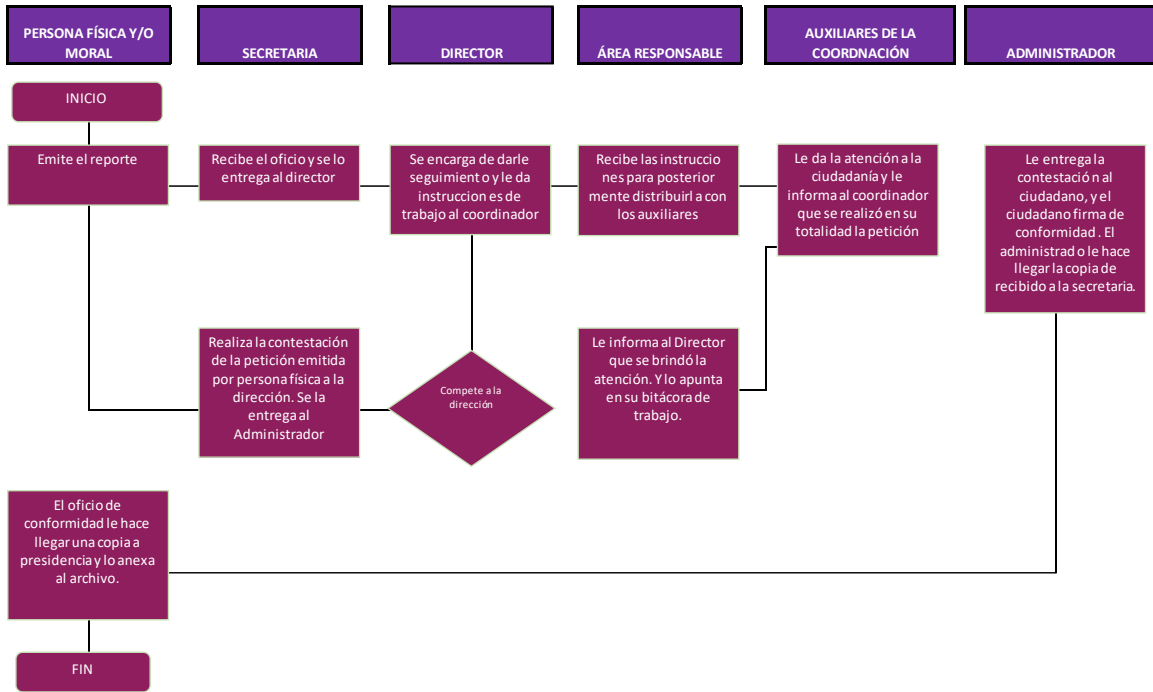 PERSONA FÍSICA Y/O
MORAL
SECRETARIA
DIRECTOR
ÁREA RESPONSABLE
AUXILIARES DE LA
COORDNACIÓN
ADMINISTRADOR
INICIO
Emite el reporte
Recibe el oficio y se lo
entrega al director
Se encarga de darle
seguimient o y le da
instruccion es de
trabajo al coordinador
Recibe las instruccio
nes para posterior
mente distribuirl a con
los auxiliares
Le da la atención a la
ciudadanía y le
informa al coordinador
que se realizó en su
totalidad la petición
Le entrega la
contestació n al
ciudadano, y el
ciudadano firma de
conformidad . El
administrad o le hace
llegar la copia de
recibido a la secretaria.
Realiza la contestación
de la petición emitida
por persona física a la
dirección. Se la
entrega al
Administrador
Compete a la
dirección
Le informa al Director
que se brindó la
atención. Y lo apunta
en su bitácora de
trabajo.
El oficio de
conformidad le hace
llegar una copia a
presidencia y lo anexa
al archivo.
FIN